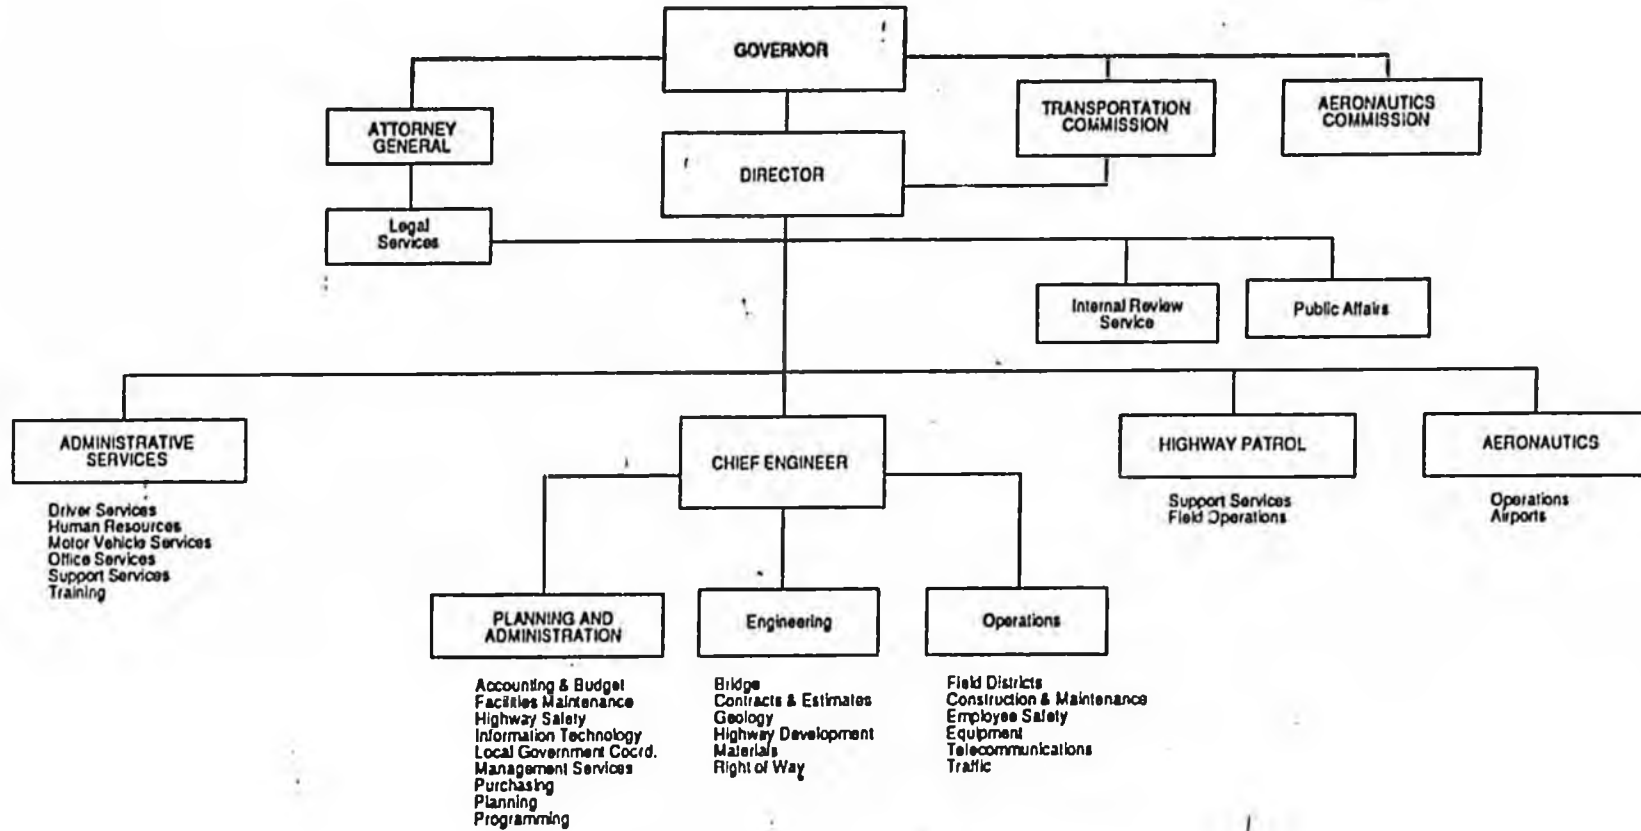 GOVERNOR
ATTORNEY
GENERAL
TRANSPORTATION
COMMISSION
AERONAUTICS
COMMISSION
DIRECTOR
Legal
Services
Internal Review
Service
Public Affairs
ADMINISTRATIVE
SERVICES
Driver Services
Human Resources
Motor Vehicle Services
Office Services
Support Services
Training
CHIEF ENGINEER
HIGHWAY PATROL
Support Services
Field Operations
AERONAUTICS
Operations
Airports
PLANNING AND
ADMINISTRATION
Accounting & Budget
Facilities Maintenance
Highway Safety
Information Technology
Local Government Coord.
Management Services
Purchasing
Planning
Programming
Engineering
Bridge
Contracts & Estimates
Geology
Highway Development
Materials
Right of Way
Operations
Field Districts
Construction & Maintenance
Employee Safety
Equipment
Telecommunications
Traffic